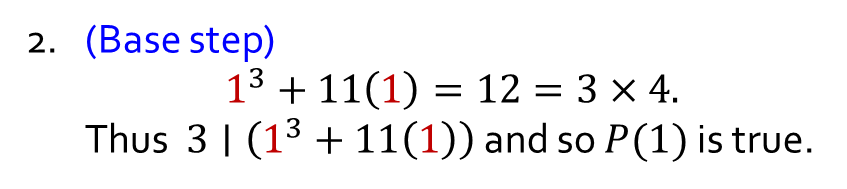 2. (Base step)
1³ + 11(1) = 12 = 3 × 4.
Thus 3 | (1³ + 11(1)) and so P(1) is true.